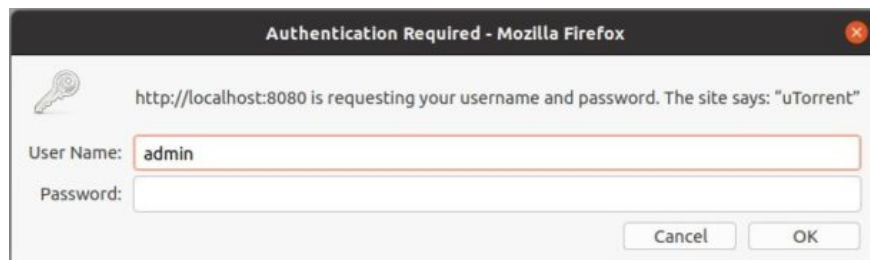 Authentication Required - Mozilla Firefox
http://localhost:8080 is requesting your username and password. The site says: “uTorrent”
User Name: admin
Password:
Cancel OK